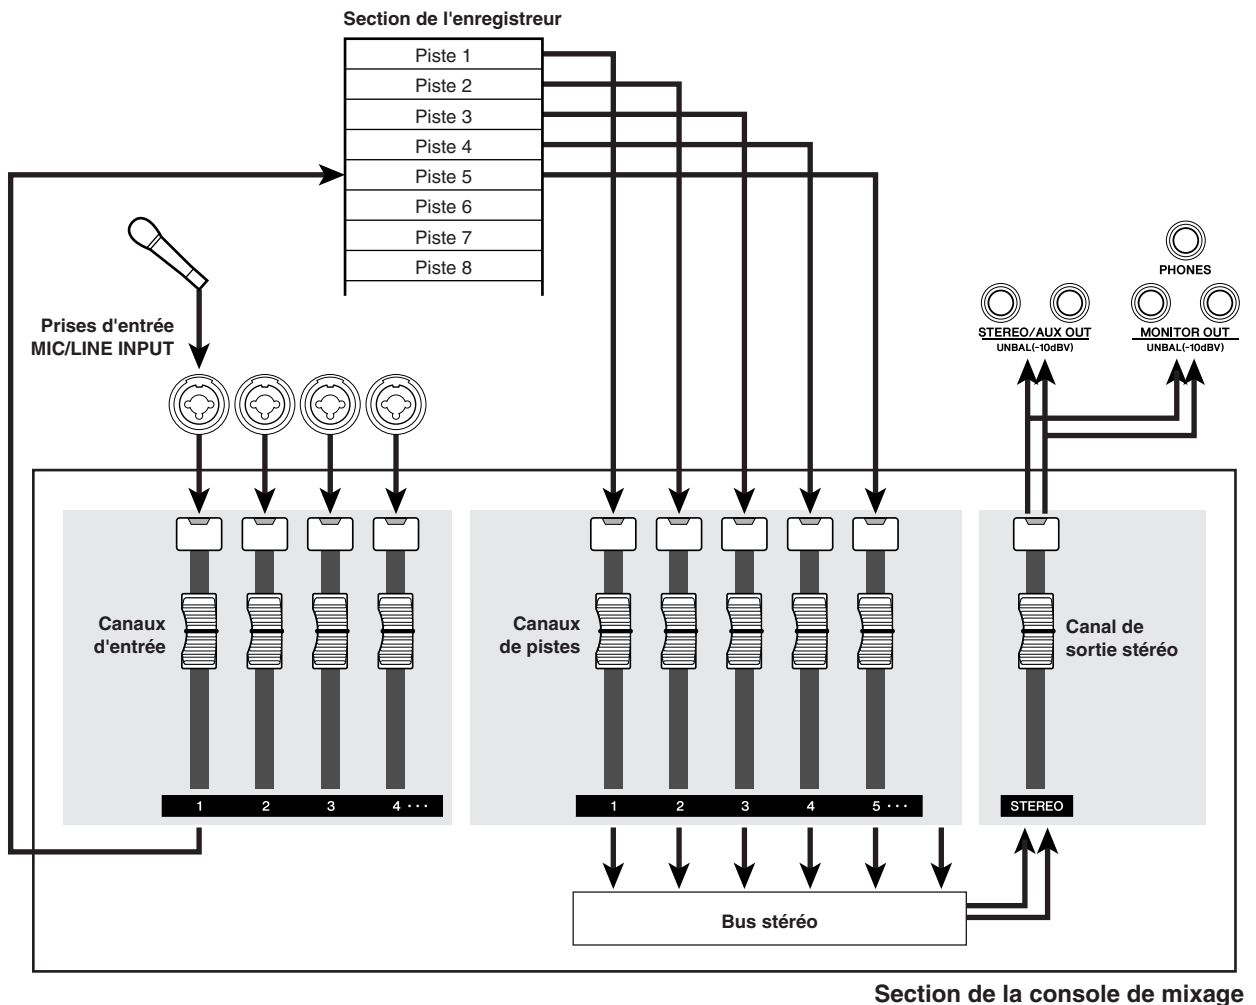 Section de l'enregistreur
Piste 1
Piste 2
Piste 3
Piste 4
Piste 5
Piste 6
Piste 7
Piste 8
Prises d'entrée
MIC/LINE INPUT
PHONES
STEREO/AUX OUT
UNBAL(-10dBV)
MONITOR OUT
UNBAL(-10dBV)
Canaux
d'entrée
1 2 3 4 ···
Canaux
de pistes
1 2 3 4 5 ···
Canal de
sortie stéréo
STEREO
Bus stéréo
Section de la console de mixage